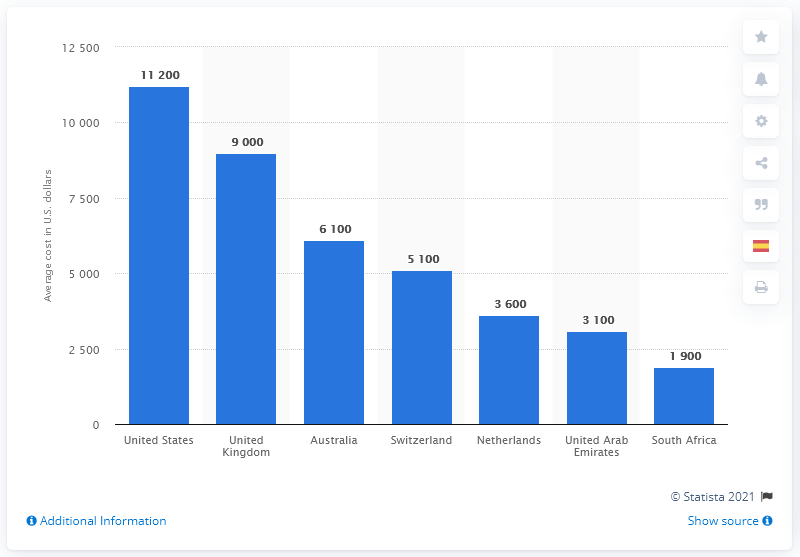 12 500
11 200
10 000
9 000
7 500
6 100
5 100
5 000
3 600
3 100
2 500
1 900
0
Average cost in U.S. dollars
United States
United
Kingdom
Australia
Switzerland
Netherlands
United Arab
Emirates
South Africa
© Statista 2021
Additional Information
Show source